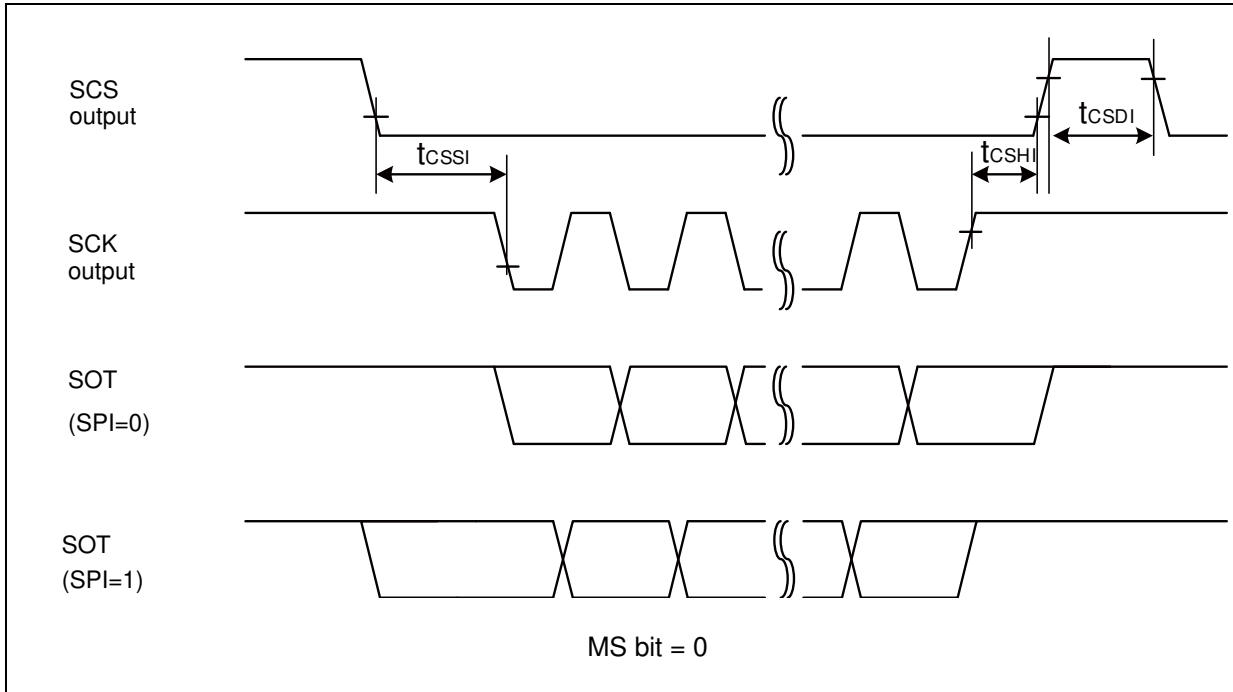 SCS
output
tCSDI
tCSSI
tCSHI
SCK
output
SOT
(SPI=0)
SOT
(SPI=1)
MS bit = 0